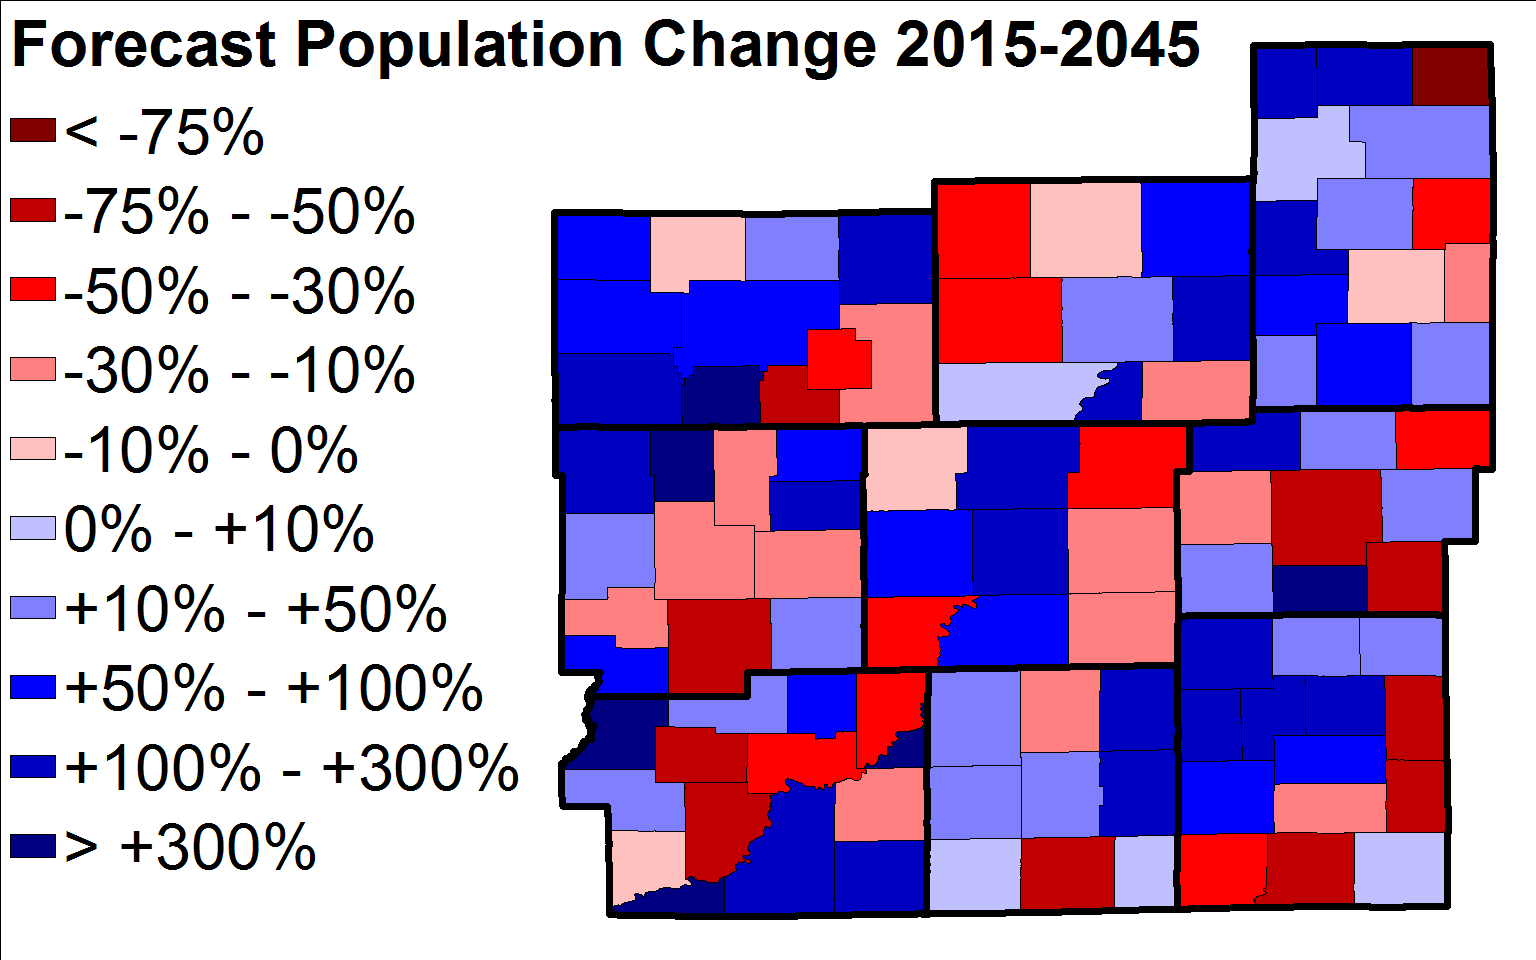 Forecast Population Change 2015-2045
< -75%
-75% - -50%
-50% - -30%
-30% - -10%
-10% - 0%
0% - +10%
+10% - +50%
+50% - +100%
+100% - +300%
> +300%